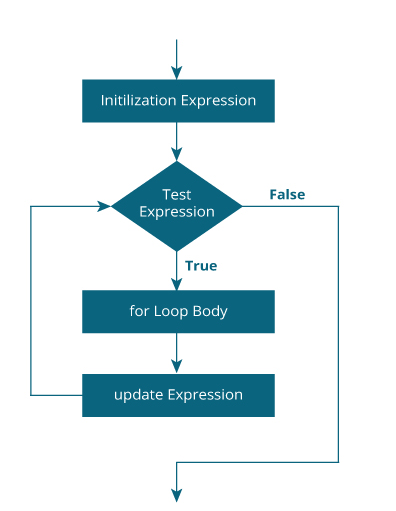 Initilization Expression
Test
Expression
False
True
for Loop Body
update Expression